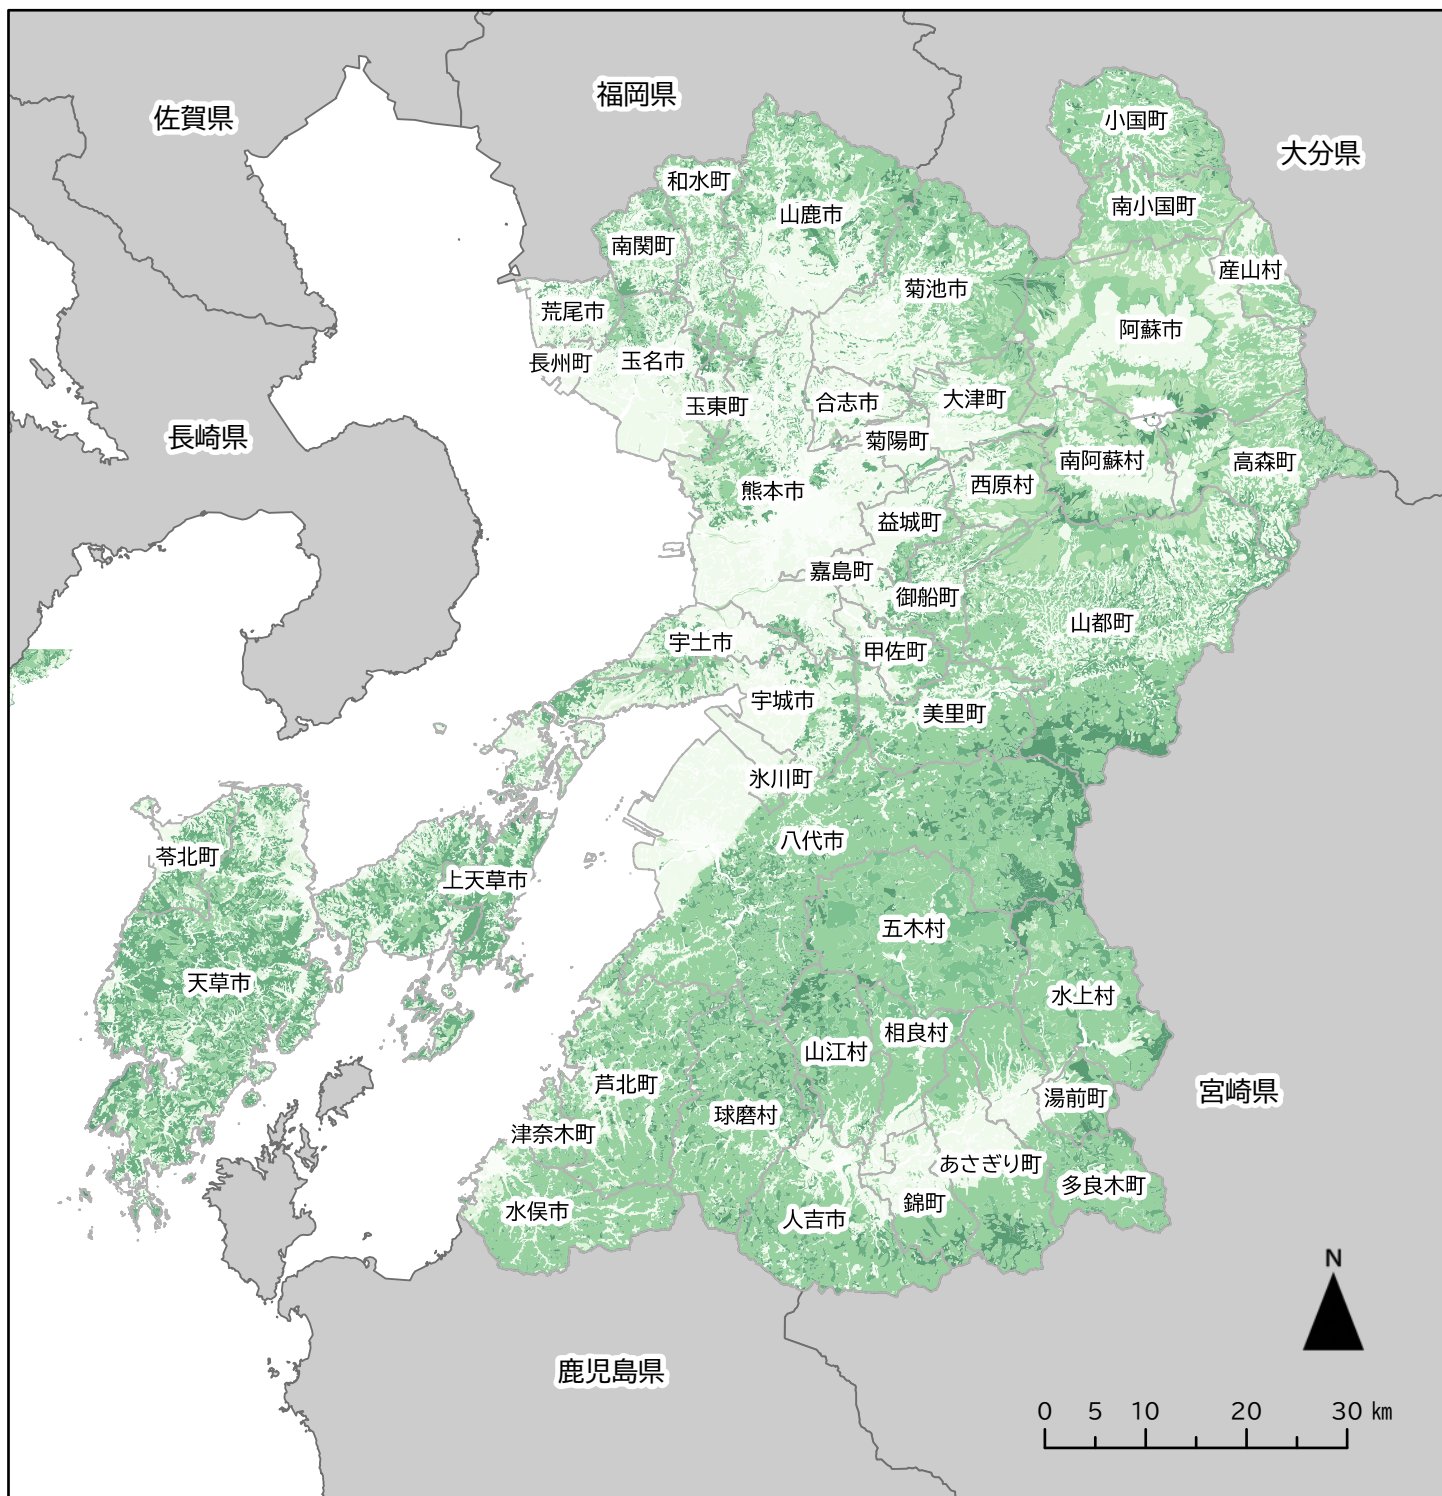 福岡県
佐賀県
小国町
大分県
和水町
南小国町
山鹿市
南関町
産山村
菊池市
荒尾市
阿蘇市
長州町
玉名市
大津町
合志市
玉東町
長崎県
菊陽町
南阿蘇村
高森町
西原村
熊本市
益城町
嘉島町
御船町
山都町
宇土市
甲佐町
宇城市
美里町
氷川町
八代市
苓北町
上天草市
五木村
天草市
水上村
相良村
山江村
芦北町
宮崎県
湯前町
球磨村
津奈木町
あさぎり町
多良木町
錦町
水俣市
人吉市
N
鹿児島県
0 5 10 20 30 km